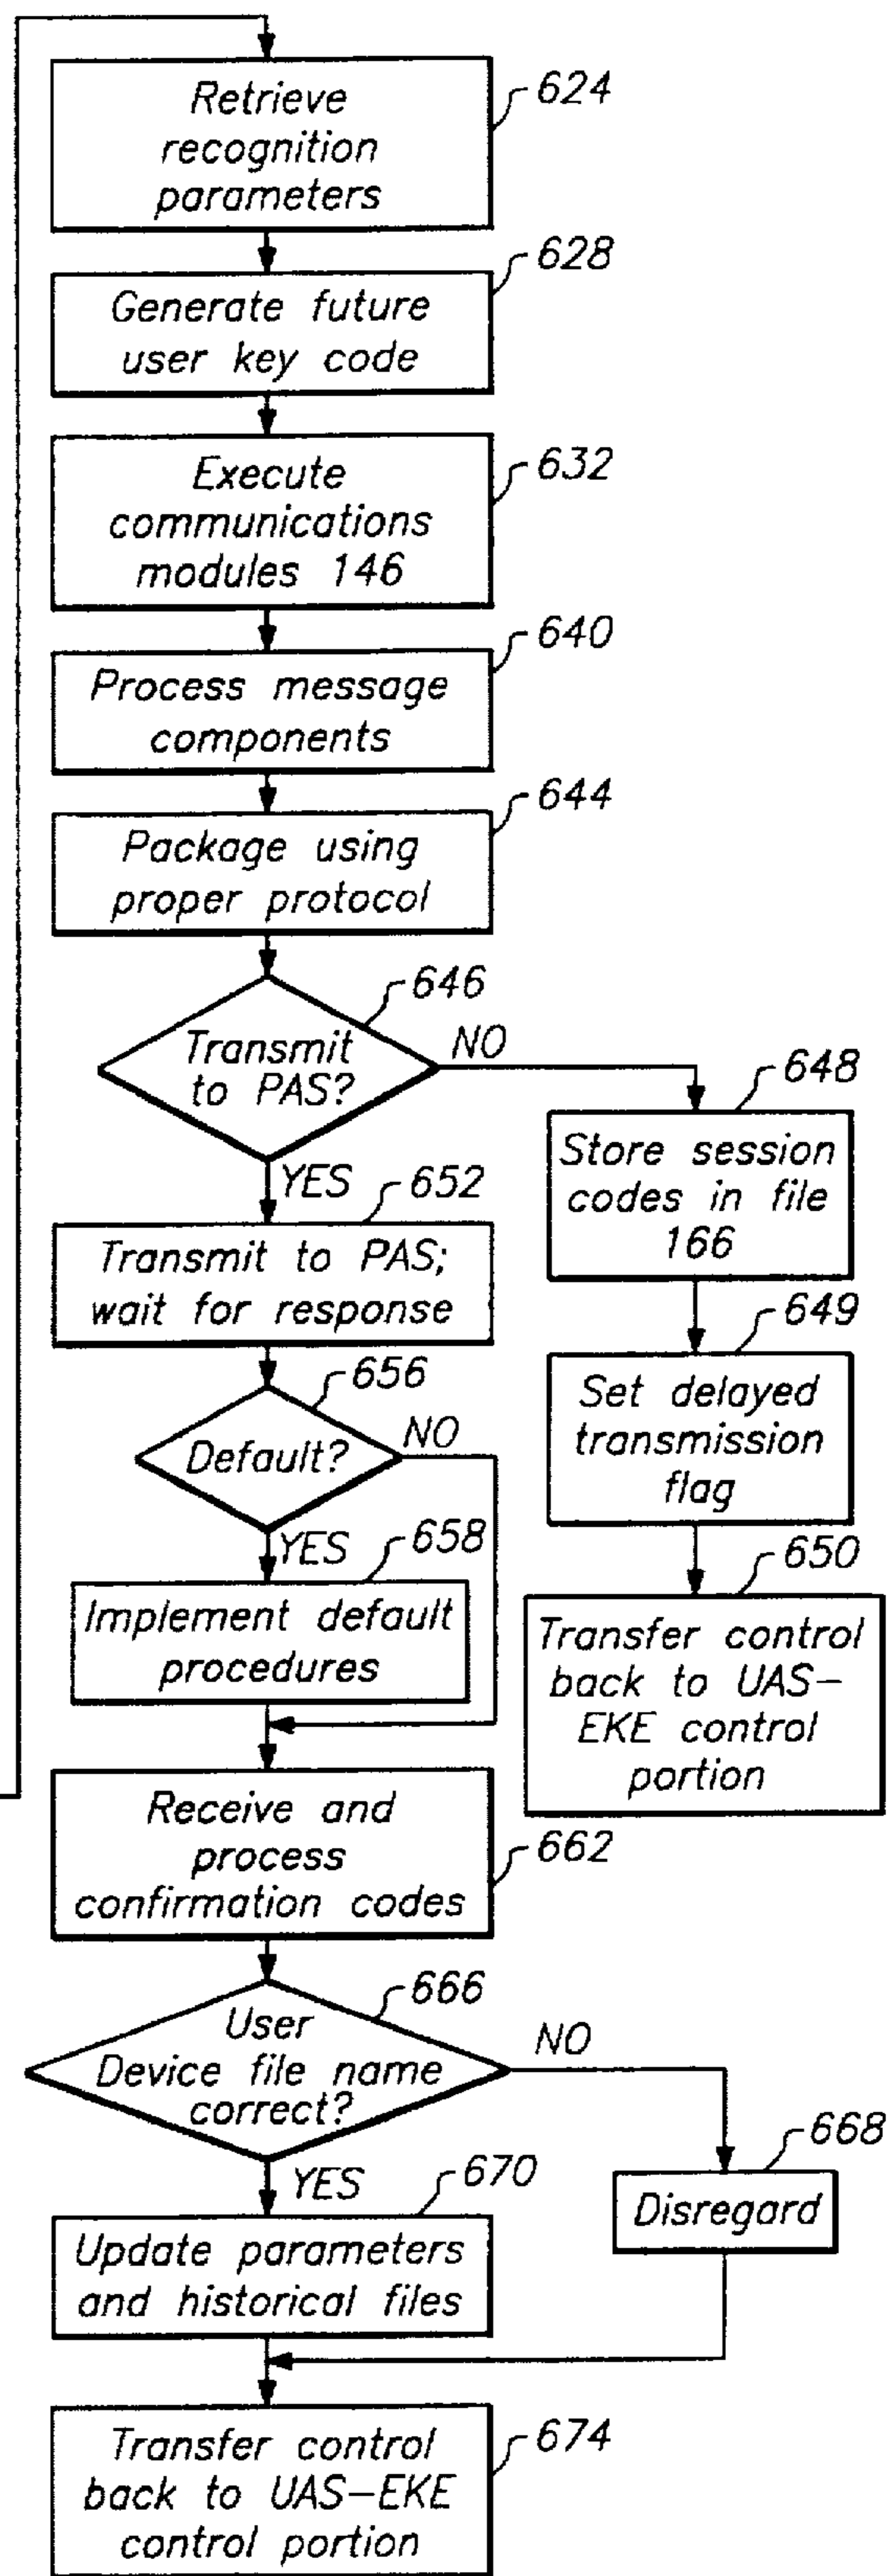 Retrieve
recognition
parameters
624
Generate future
user key code
628
Execute
communications
modules 146
632
Process message
components
640
Package using
proper protocol
644
Transmit
to PAS?
646
NO
YES
Store session
codes in file
166
648
Transmit to PAS;
wait for response
652
Set delayed
transmission
flag
649
Default?
656
NO
YES
Implement default
procedures
658
Transfer control
back to UAS-
EKE control
portion
650
Receive and
process
confirmation codes
662
User
Device file name
correct?
666
NO
YES
Disregard
668
Update parameters
and historical files
670
Transfer control
back to UAS-EKE
control portion
674